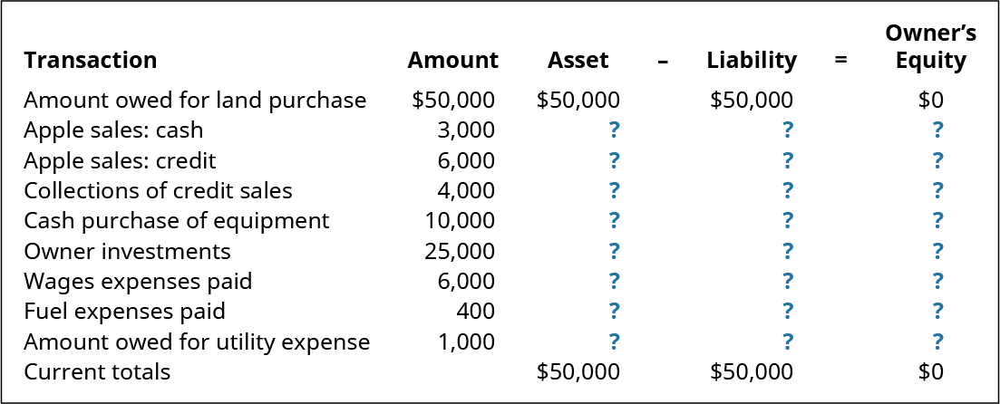 Transaction Amount Asset – Liability = Owner’s Equity
Amount owed for land purchase $50,000 $50,000 $50,000 $0
Apple sales: cash 3,000 ? ? ?
Apple sales: credit 6,000 ? ? ?
Collections of credit sales 4,000 ? ? ?
Cash purchase of equipment 10,000 ? ? ?
Owner investments 25,000 ? ? ?
Wages expenses paid 6,000 ? ? ?
Fuel expenses paid 400 ? ? ?
Amount owed for utility expense 1,000 ? ? ?
Current totals $50,000 $50,000 $0